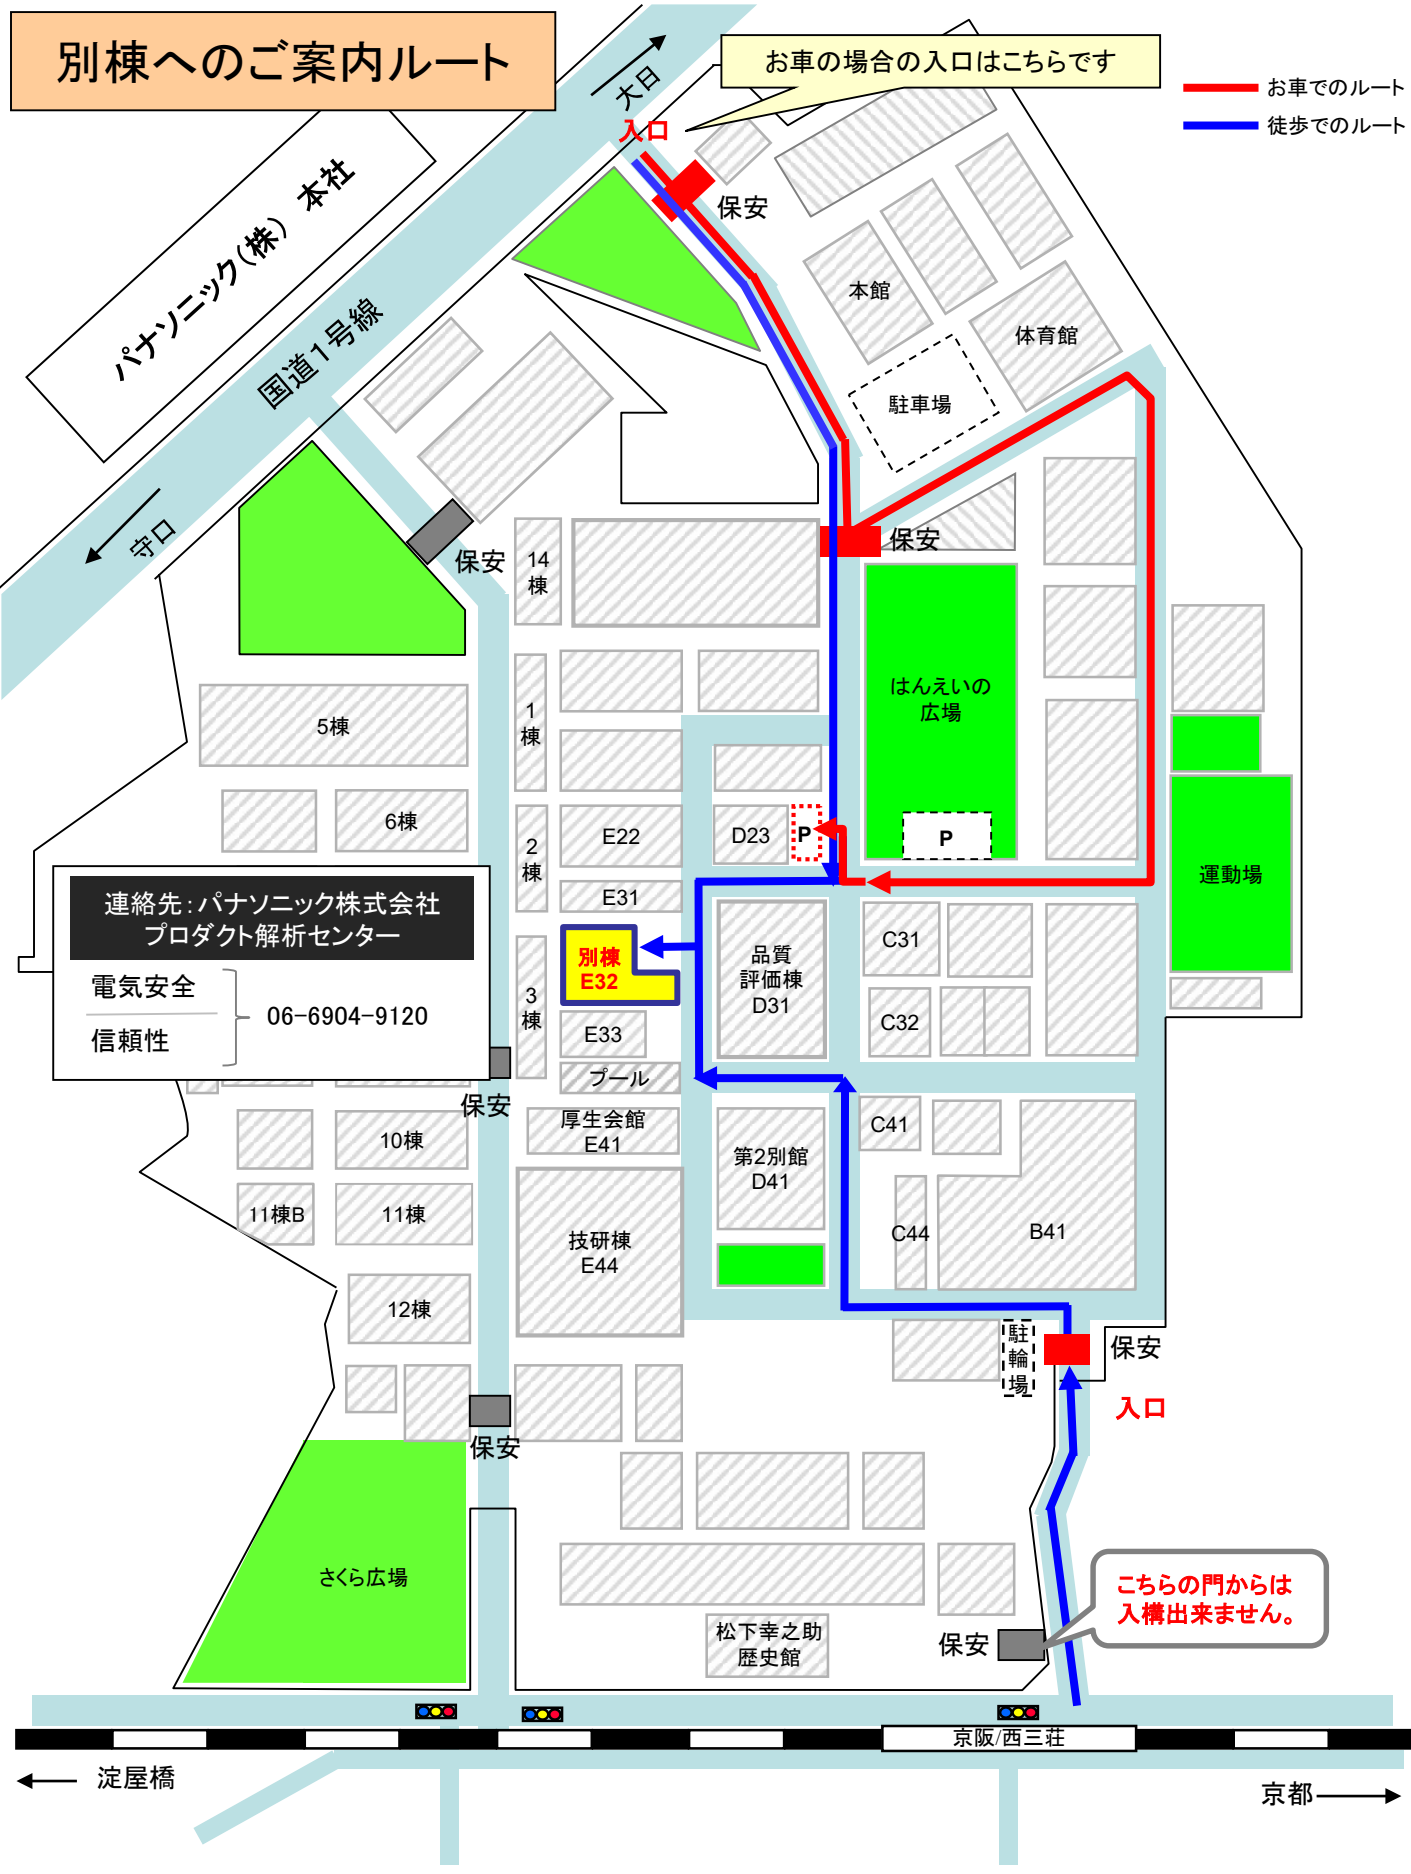 別棟へのご案内ルート
お車の場合の入口はこちらです
お車でのルート
徒歩でのルート
大日
入口
保安
パナソニック(株) 本社
国道1号線
守口
本館
体育館
駐車場
保安
保安
14
棟
はんえいの
広場
1
棟
5棟
6棟
2
棟
E22
D23
P
P
運動場
E31
連絡先：パナソニック株式会社
プロダクト解析センター
電気安全
信頼性
06-6904-9120
別棟
E32
品質
評価棟
D31
C31
C32
3
棟
E33
プール
保安
厚生会館
E41
10棟
第2別館
D41
C41
11棟B
11棟
技研棟
E44
C44
B41
12棟
駐
輪
場
保安
入口
保安
さくら広場
こちらの門からは
入構出来ません。
松下幸之助
歴史館
保安
京阪/西三荘
淀屋橋
京都